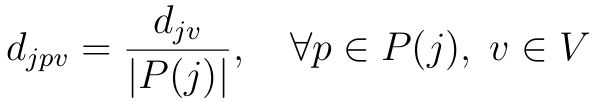 $d_{jpv} = \frac{d_{jv}}{|P(j)|}, \quad \forall p \in P(j),\ v \in V$